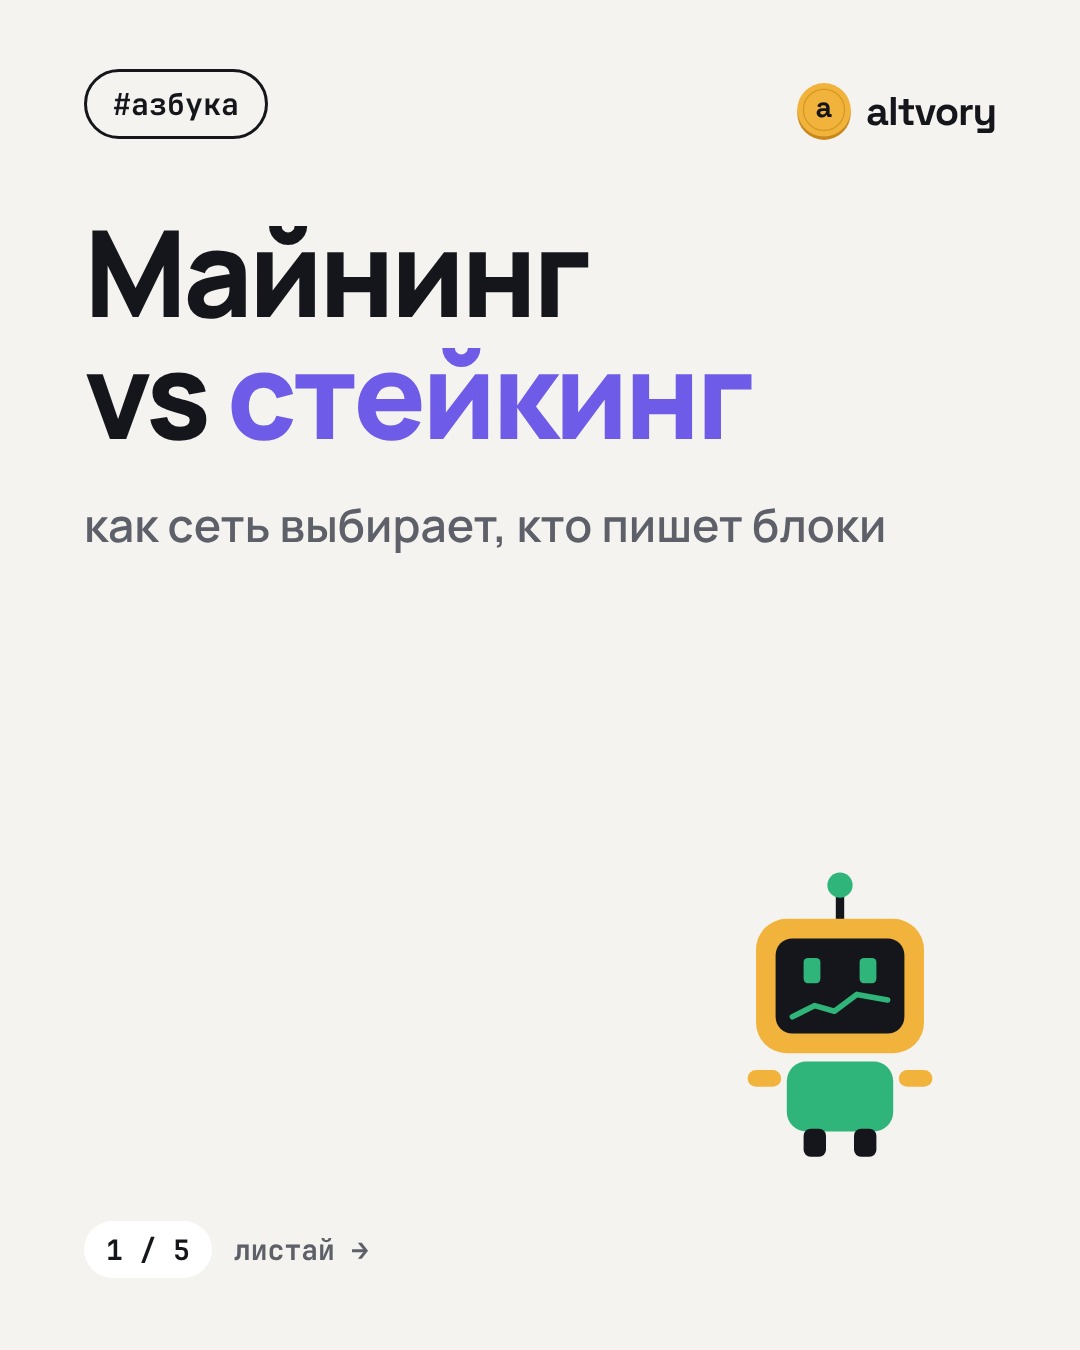 #азбука
a altvory
Майнинг
vs стейкинг
как сеть выбирает, кто пишет блоки
1 / 5 листай →